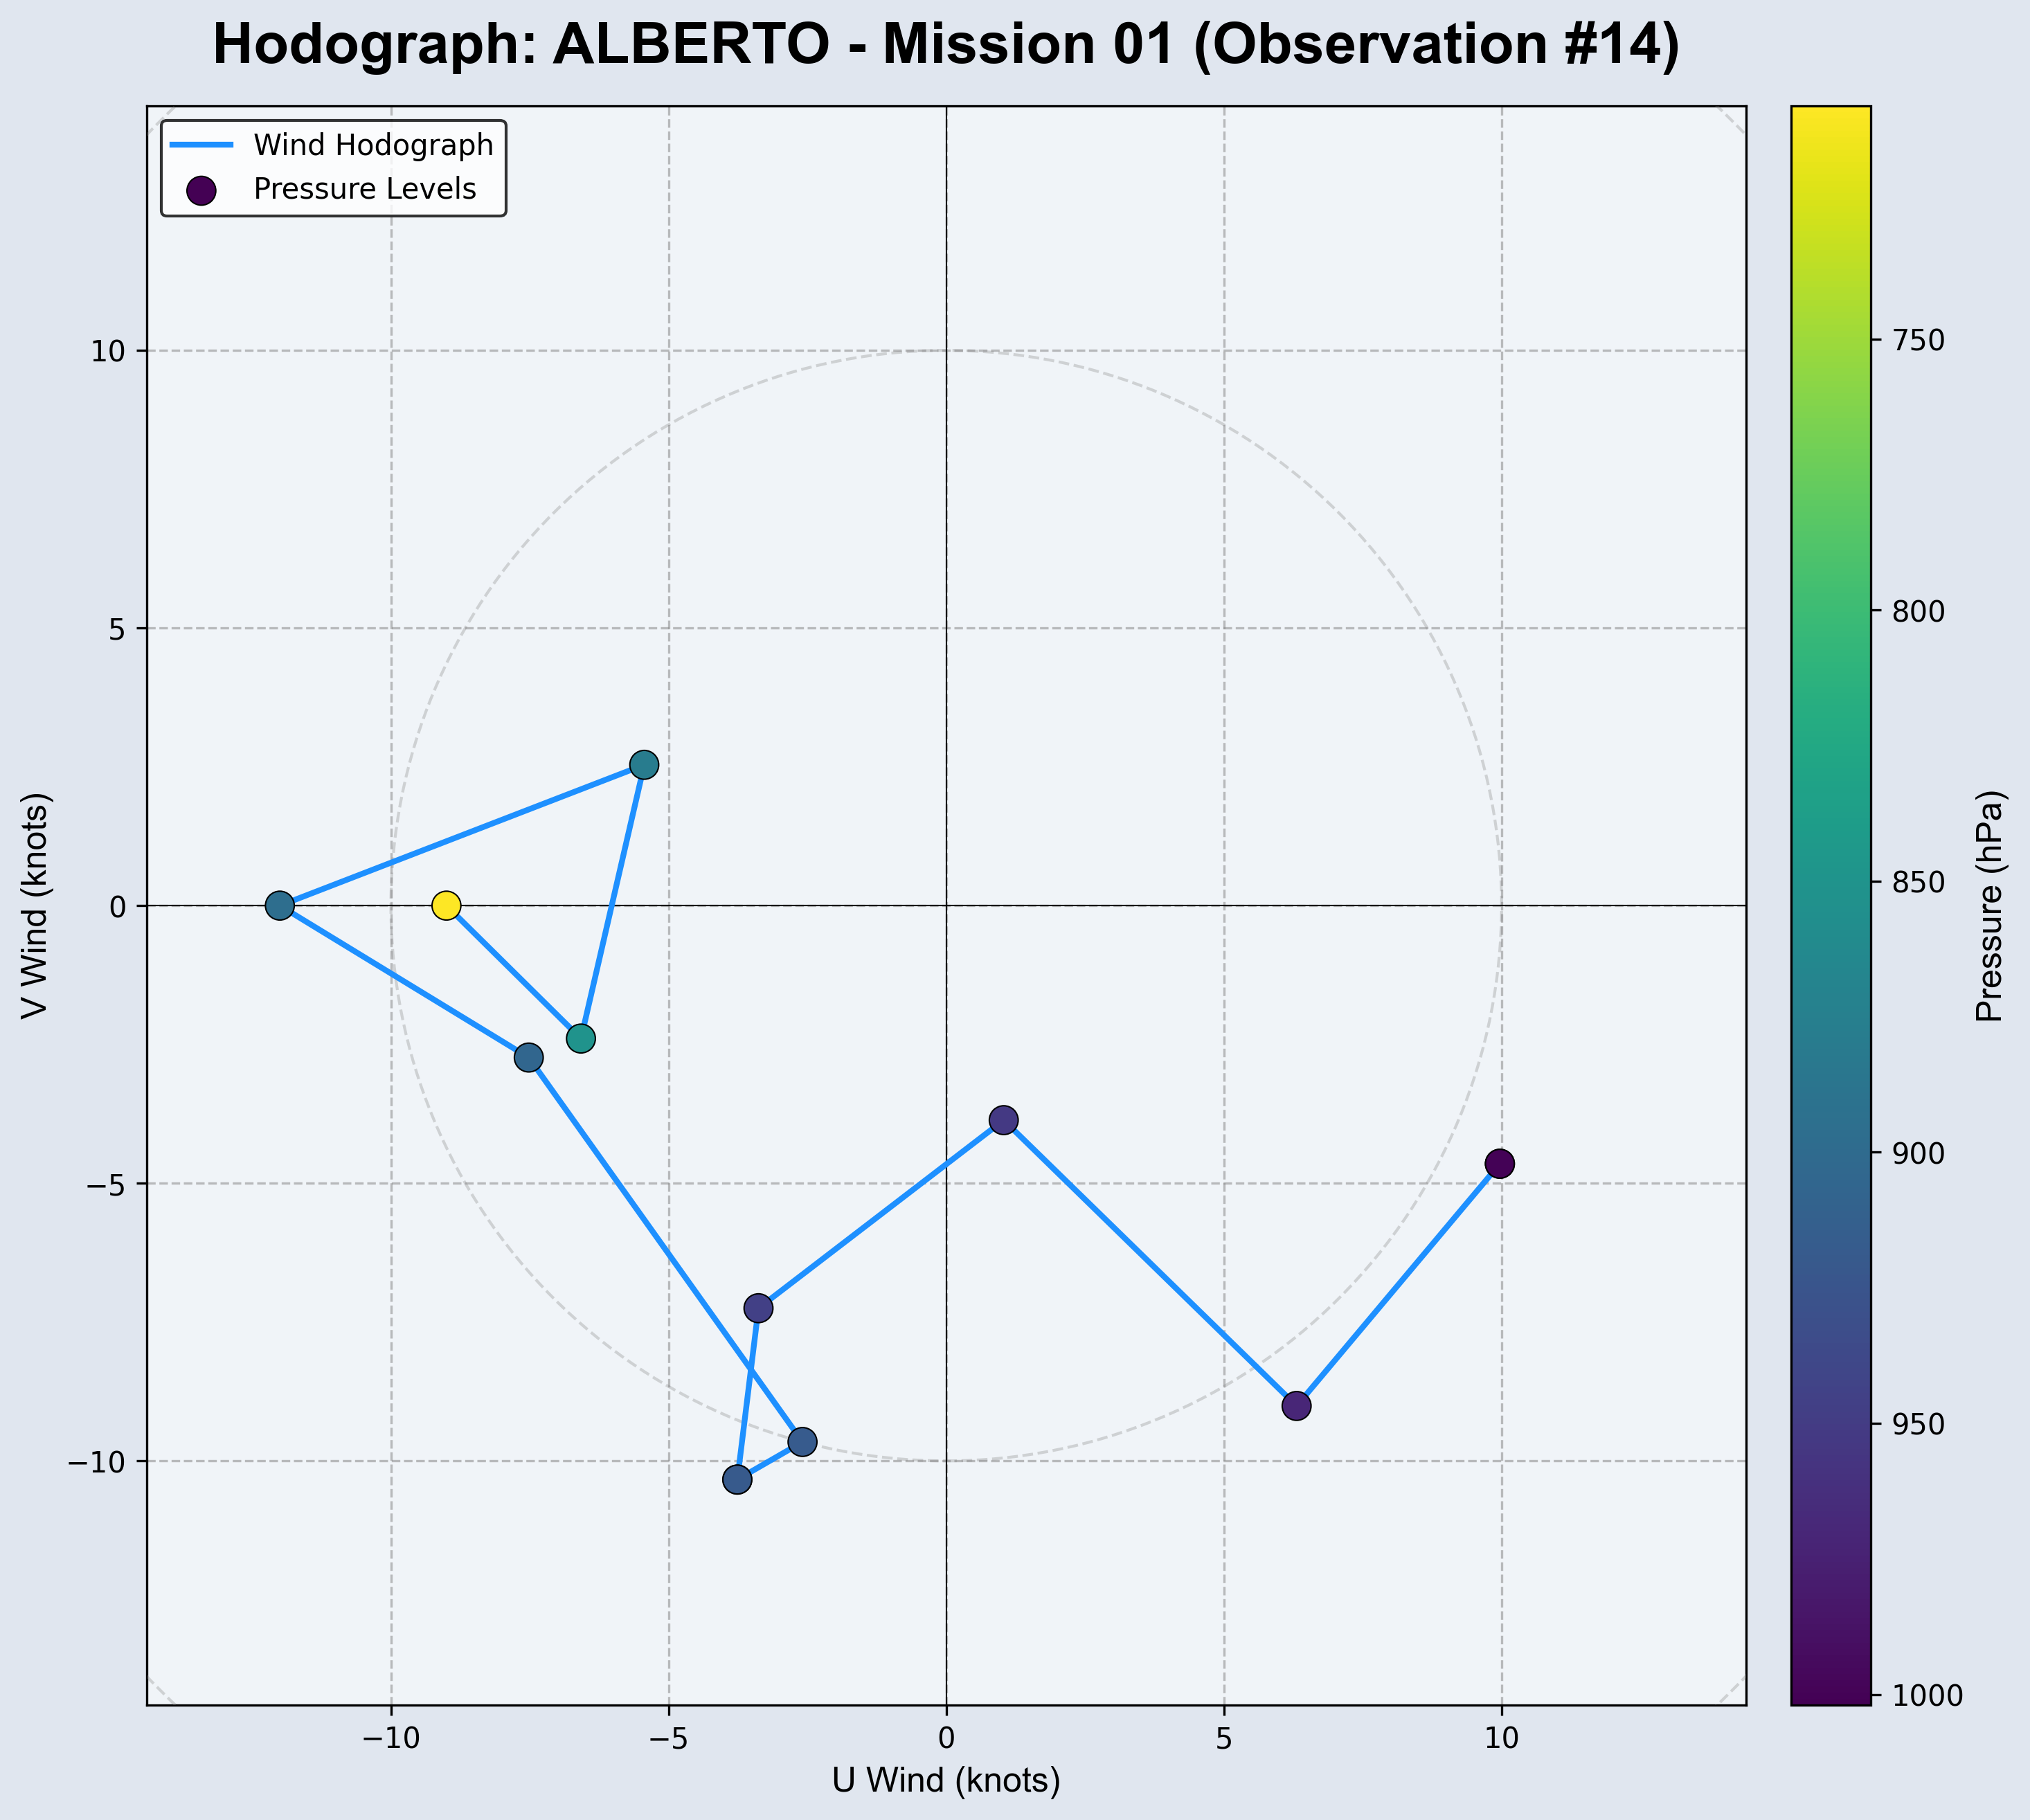 Hodograph: ALBERTO - Mission 01 (Observation #14)
Wind Hodograph
Pressure Levels
10
5
0
−5
−10
V Wind (knots)
−10
−5
0
5
10
U Wind (knots)
750
800
850
900
950
1000
Pressure (hPa)